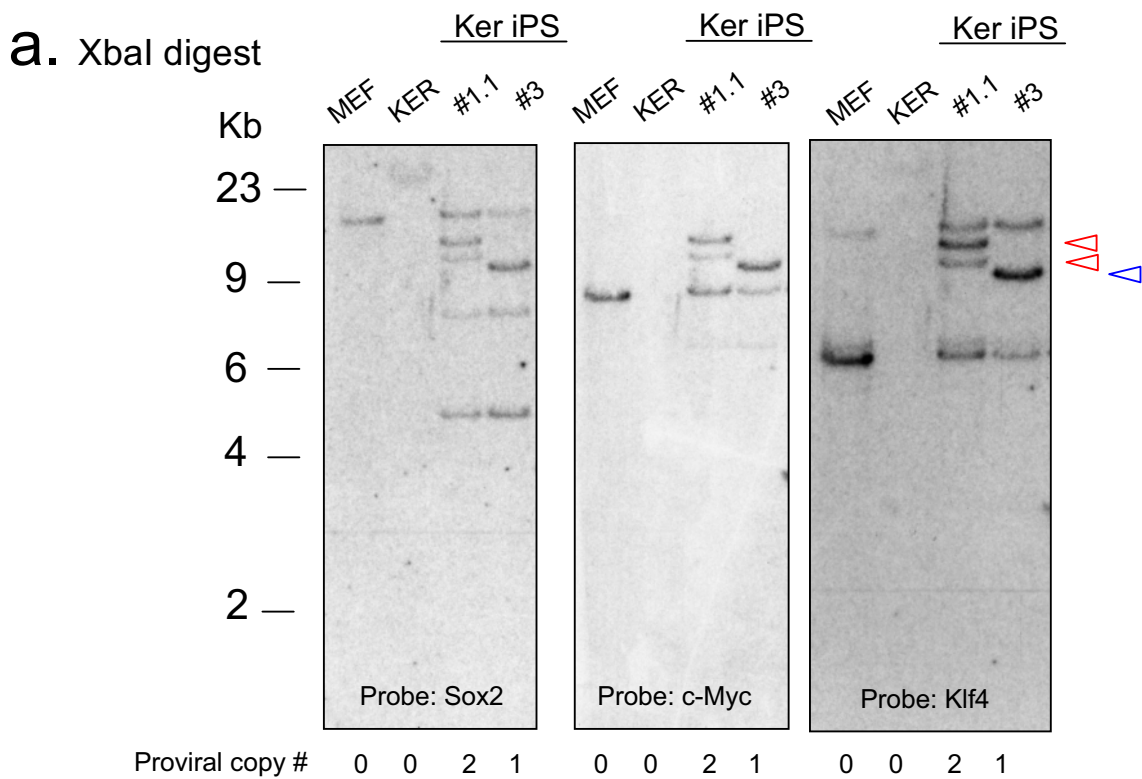 a. XbaI digest
Ker iPS Ker iPS Ker iPS
MEF KER #1.1 #3 MEF KER #1.1 #3 MEF KER #1.1 #3
Kb
23
9
6
4
2
Probe: Sox2 Probe: c-Myc Probe: Klf4
Proviral copy # 0 0 2 1 0 0 2 1 0 0 2 1